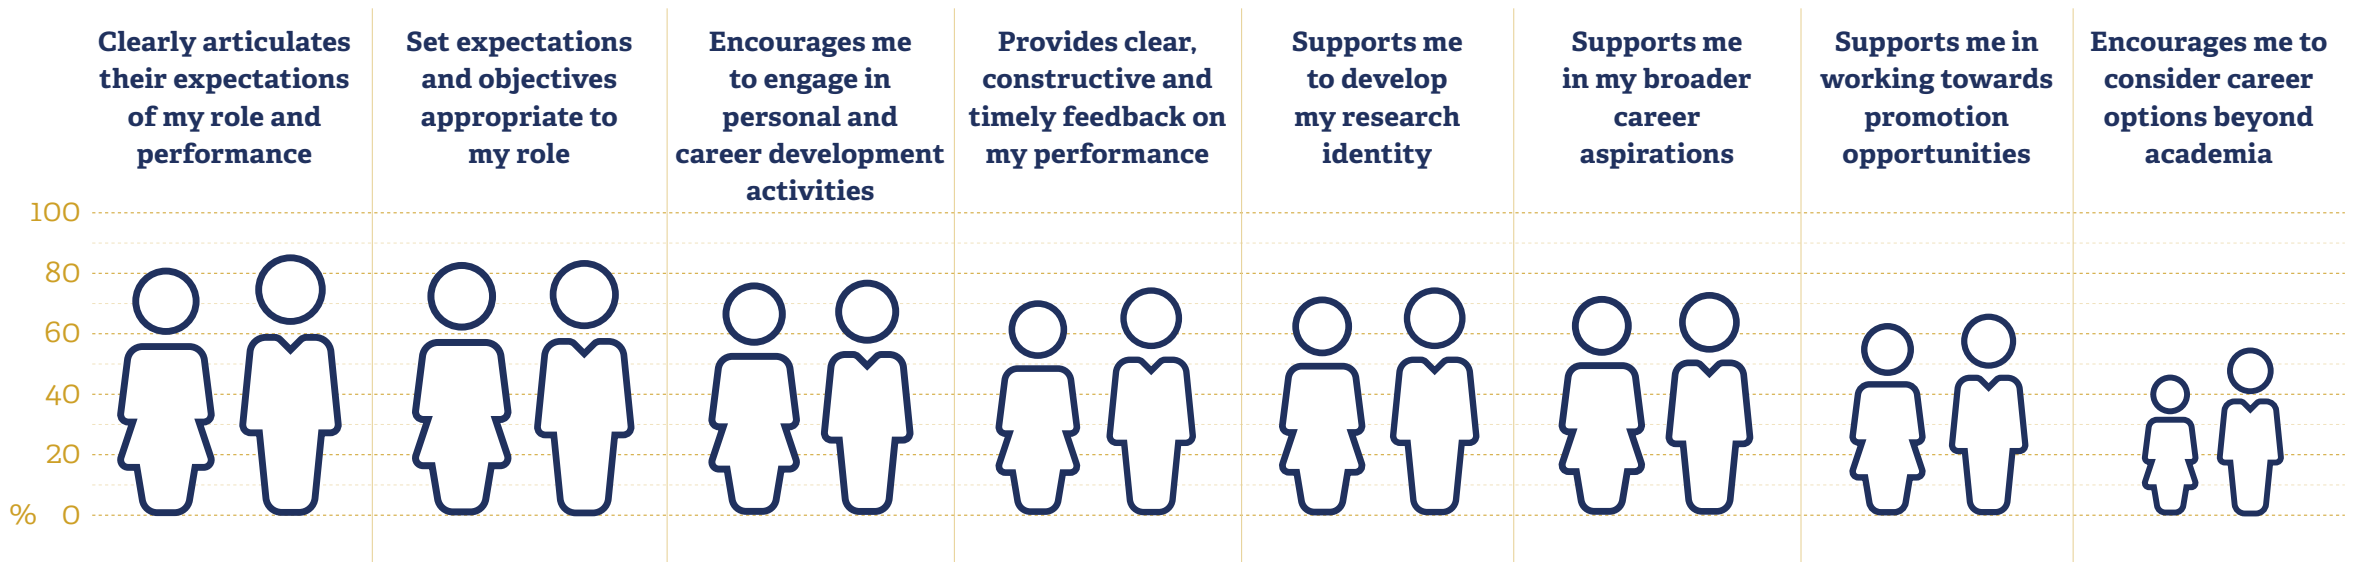 Clearly articulates
their expectations
of my role and
performance
Set expectations
and objectives
appropriate to
my role
Encourages me
to engage in
personal and
career development
activities
Provides clear,
constructive and
timely feedback on
my performance
Supports me
to develop
my research
identity
Supports me
in my broader
career
aspirations
Supports me in
working towards
promotion
opportunities
Encourages me to
consider career
options beyond
academia
100
80
60
40
20
% 0